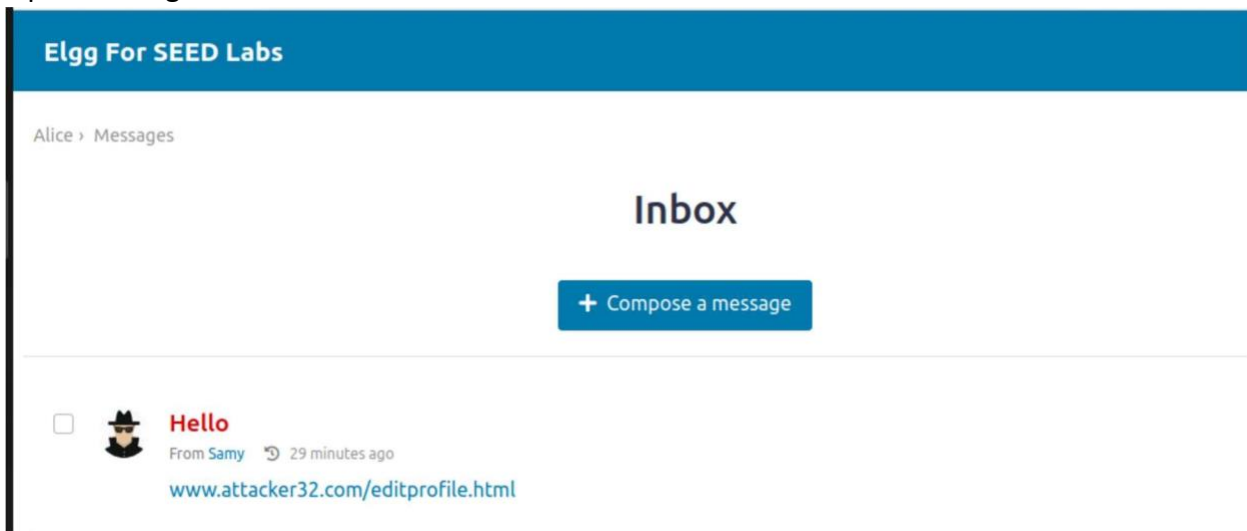 Elgg For SEED Labs
Alice › Messages
Inbox
+ Compose a message
Hello
From Samy 29 minutes ago
www.attacker32.com/editprofile.html